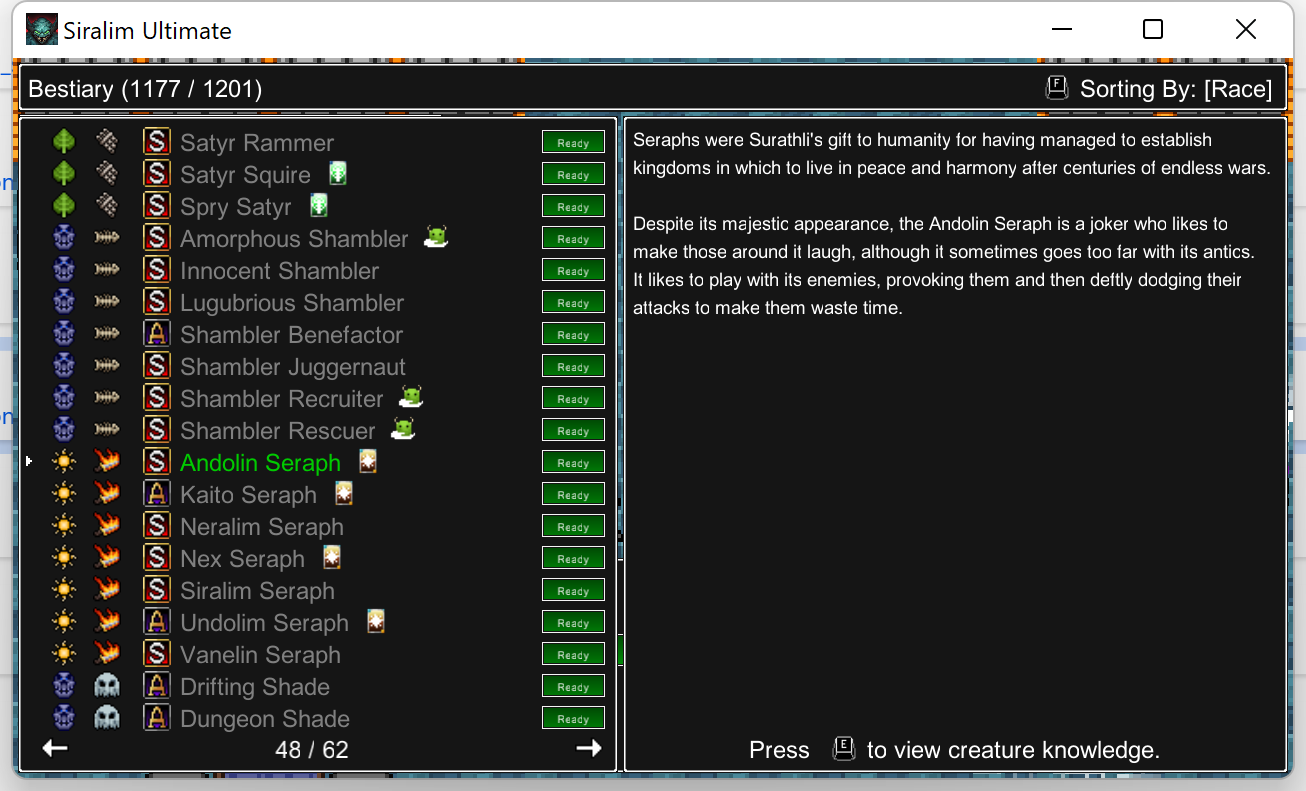 Siralim Ultimate
Bestiary (1177 / 1201)
F Sorting By: [Race]
S Satyr Rammer Ready
S Satyr Squire Ready
S Spry Satyr Ready
S Amorphous Shambler Ready
S Innocent Shambler Ready
S Lugubrious Shambler Ready
A Shambler Benefactor Ready
S Shambler Juggernaut Ready
S Shambler Recruiter Ready
S Shambler Rescuer Ready
S Andolin Seraph Ready
A Kaito Seraph Ready
S Neralim Seraph Ready
S Nex Seraph Ready
S Siralim Seraph Ready
A Undolim Seraph Ready
S Vanelin Seraph Ready
A Drifting Shade Ready
A Dungeon Shade Ready
48 / 62
Seraphs were Surathli's gift to humanity for having managed to establish
kingdoms in which to live in peace and harmony after centuries of endless wars.
Despite its majestic appearance, the Andolin Seraph is a joker who likes to
make those around it laugh, although it sometimes goes too far with its antics.
It likes to play with its enemies, provoking them and then deftly dodging their
attacks to make them waste time.
Press E to view creature knowledge.